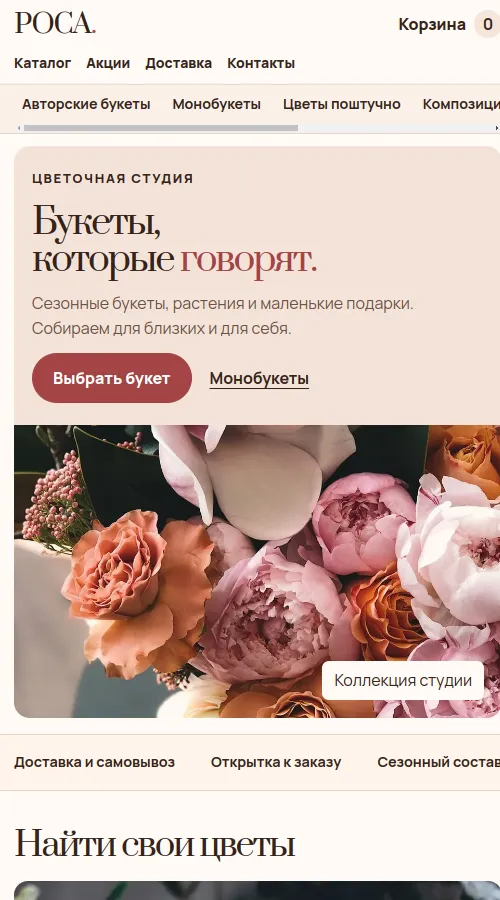 РОСА.
Корзина 0
Каталог Акции Доставка Контакты
Авторские букеты Монобукеты Цветы поштучно
ЦВЕТОЧНАЯ СТУДИЯ
Букеты,
которые говорят.
Сезонные букеты, растения и маленькие подарки.
Собираем для близких и для себя.
Выбрать букет Монобукеты
Коллекция студии
Доставка и самовывоз Открытка к заказу Сезонный состав
Найти свои цветы